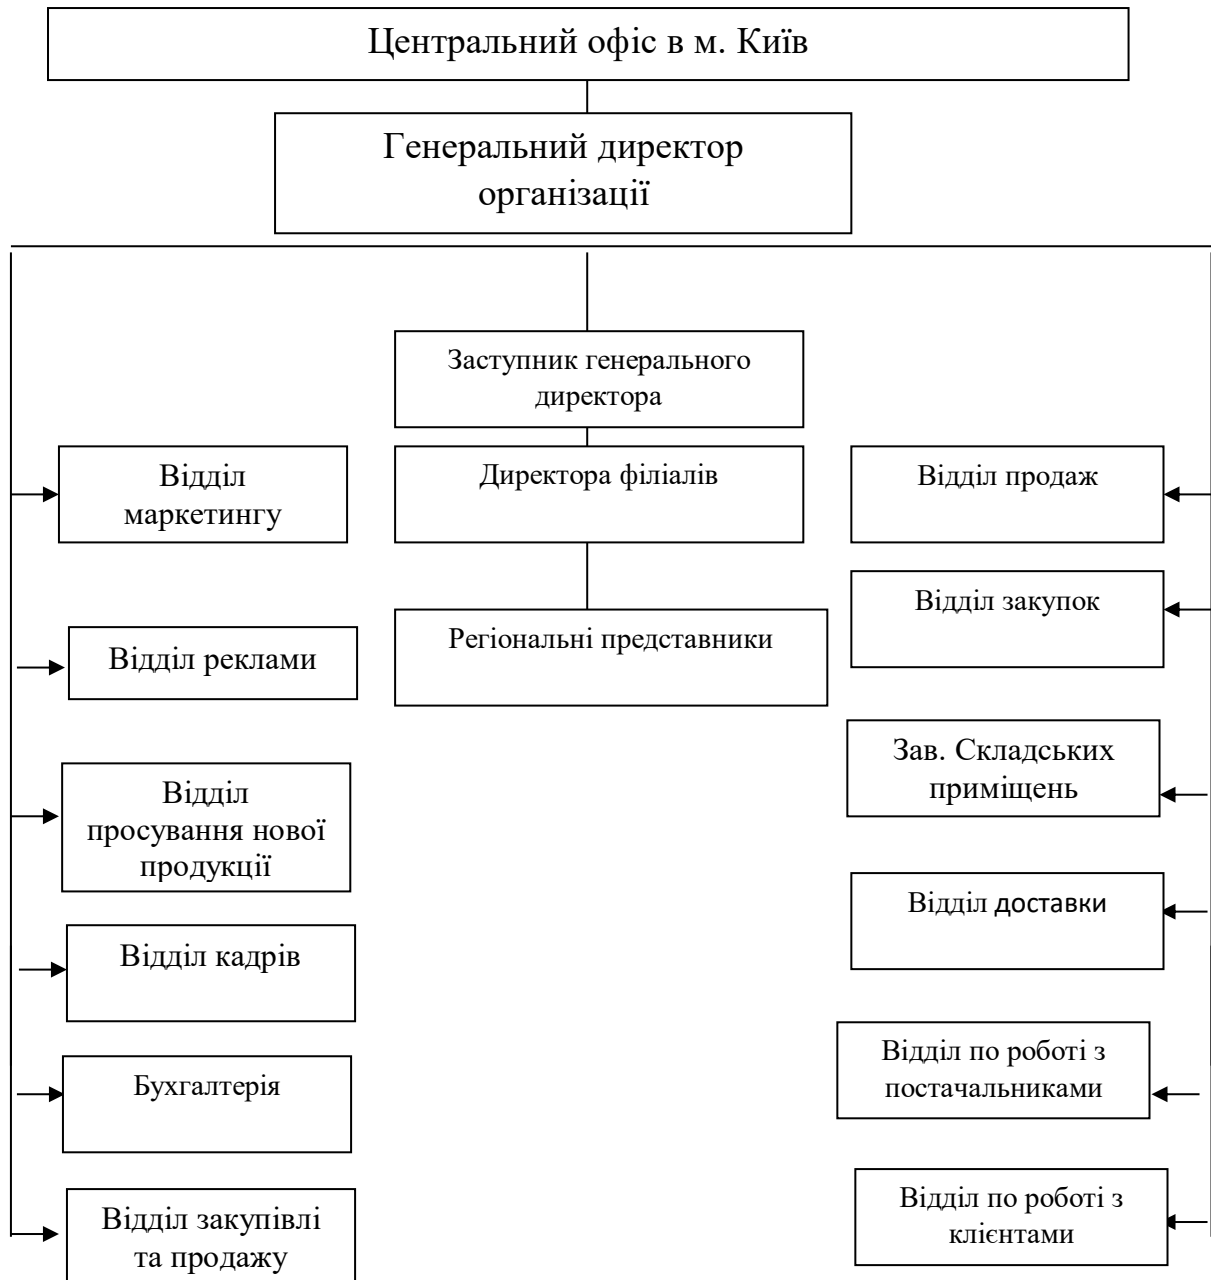 Центральний офіс в м. Київ
Генеральний директор
організації
Заступник генерального
директора
Відділ
маркетингу
Директора філіалів
Відділ продаж
Відділ закупок
Відділ реклами
Регіональні представники
Зав. Складських
приміщень
Відділ
просування нової
продукції
Відділ доставки
Відділ кадрів
Відділ по роботі з
постачальниками
Бухгалтерія
Відділ по роботі з
клієнтами
Відділ закупівлі
та продажу